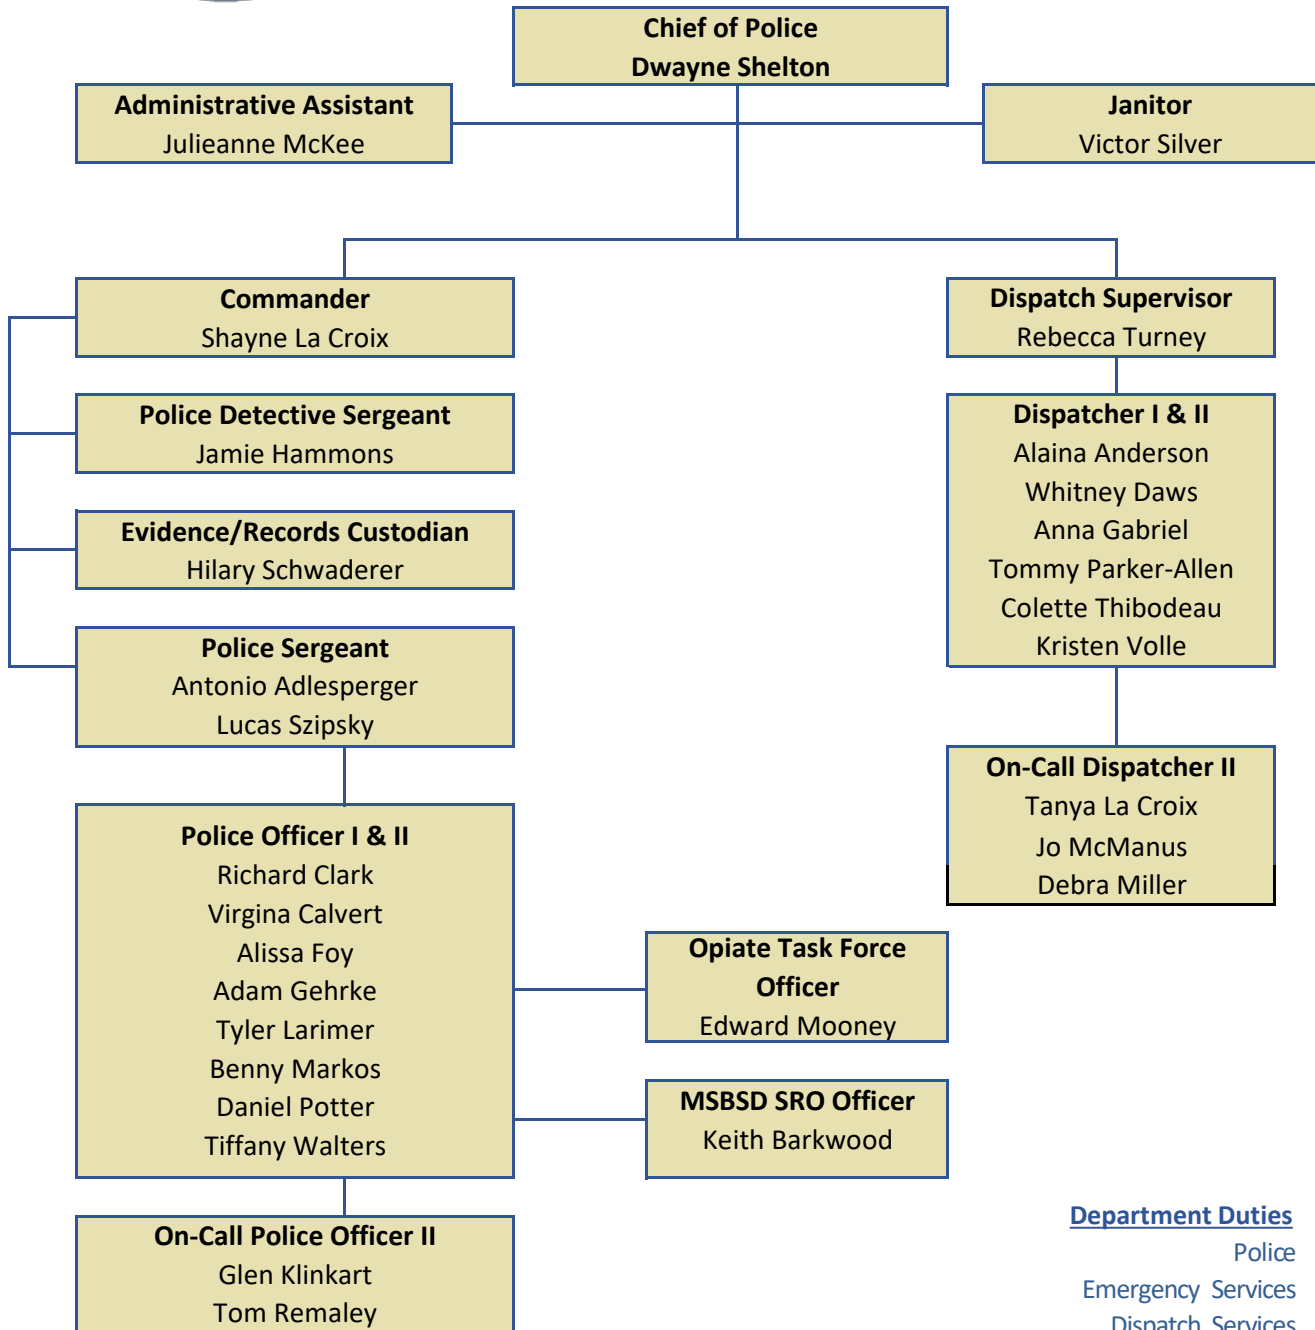 Chief of Police
Dwayne Shelton
Administrative Assistant
Julieanne McKee
Janitor
Victor Silver
Commander
Shayne La Croix
Dispatch Supervisor
Rebecca Turney
Police Detective Sergeant
Jamie Hammons
Dispatcher I & II
Alaina Anderson
Whitney Daws
Anna Gabriel
Tommy Parker-Allen
Colette Thibodeau
Kristen Volle
Evidence/Records Custodian
Hilary Schwaderer
Police Sergeant
Antonio Adlesperger
Lucas Szipsky
On-Call Dispatcher II
Tanya La Croix
Jo McManus
Debra Miller
Police Officer I & II
Richard Clark
Virgina Calvert
Alissa Foy
Adam Gehrke
Tyler Larimer
Benny Markos
Daniel Potter
Tiffany Walters
Opiate Task Force
Officer
Edward Mooney
MSBSD SRO Officer
Keith Barkwood
On-Call Police Officer II
Glen Klinkart
Tom Remaley
Department Duties
Police
Emergency Services
Dispatch Services